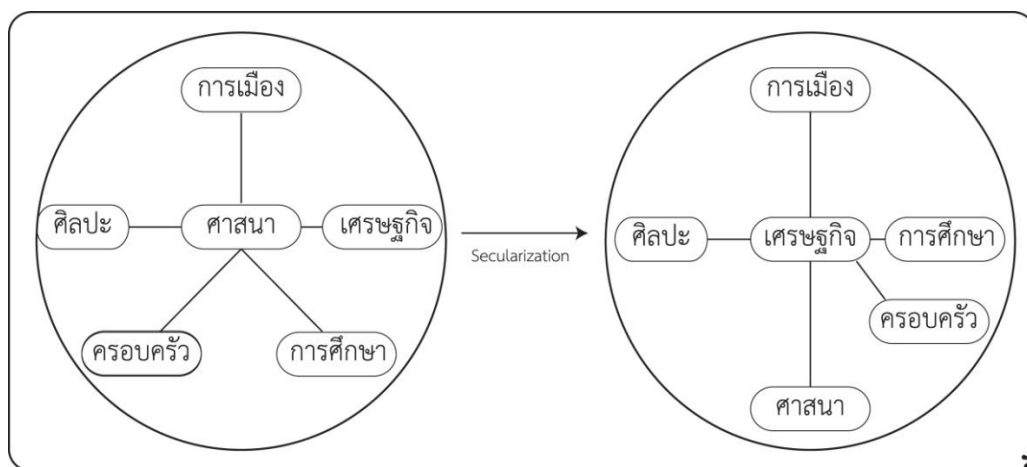 การเมือง
ศิลปะ
ศาสนา
เศรษฐกิจ
ครอบครัว
การศึกษา
Secularization
การเมือง
ศิลปะ
เศรษฐกิจ
การศึกษา
ครอบครัว
ศาสนา